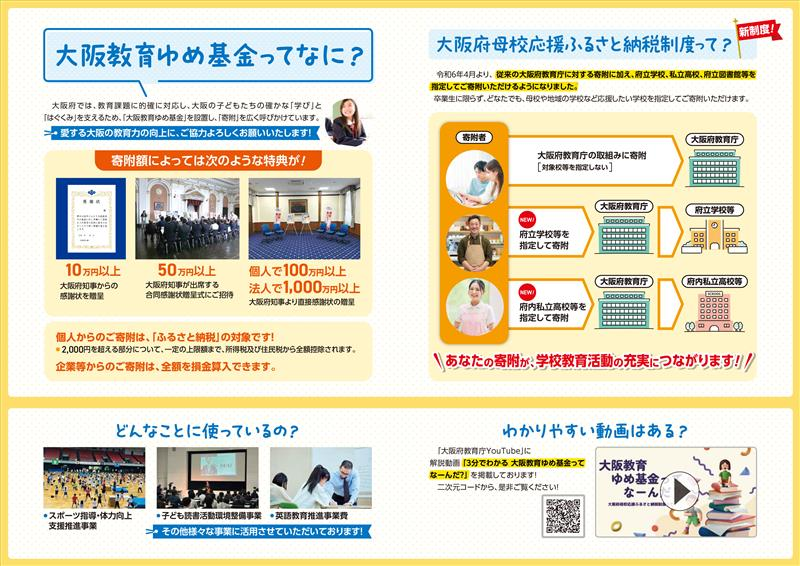 大阪教育ゆめ基金ってなに？
大阪府では、教育課題に的確に対応し、大阪の子どもたちの確かな「学び」と
「はぐくみ」を支えるため、「大阪教育ゆめ基金」を設置し、「寄附」を広く呼びかけています。
愛する大阪の教育力の向上に、ご協力よろしくお願いいたします！
寄附額によっては次のような特典が！
感謝状
10万円以上
大阪府知事からの
感謝状を贈呈
50万円以上
大阪府知事が出席する
合同感謝状贈呈式にご招待
個人で100万円以上
法人で1,000万円以上
大阪府知事より直接感謝状の贈呈
個人からのご寄附は、「ふるさと納税」の対象です！
2,000円を超える部分について、一定の上限額まで、所得税及び住民税から全額控除されます。
企業等からのご寄附は、全額を損金算入できます。
大阪府母校応援ふるさと納税制度って？
新制度！
令和6年4月より、従来の大阪府教育庁に対する寄附に加え、府立学校、私立高校、府立図書館等を
指定してご寄附いただけるようになりました。
卒業生に限らず、どなたでも、母校や地域の学校など応援したい学校を指定してご寄附いただけます。
寄附者
大阪府教育庁の取組みに寄附
［対象校等を指定しない］
大阪府教育庁
NEW!
府立学校等を
指定して寄附
大阪府教育庁
府立学校等
NEW!
府内私立高校等を
指定して寄附
大阪府教育庁
府内私立高校等
SCHOOL
あなたの寄附が、学校教育活動の充実につながります！
どんなことに使っているの？
スポーツ指導・体力向上
支援推進事業
子ども読書活動環境整備事業
英語教育推進事業費
その他様々な事業に活用させていただいております！
わかりやすい動画はある？
「大阪府教育庁YouTube」に
解説動画「3分でわかる 大阪教育ゆめ基金って
なーんだ？」を掲載しております！
二次元コードから、是非ご覧ください！
大阪教育
ゆめ基金っ
なーんだ
大阪府母校応援ふるさと納税制度